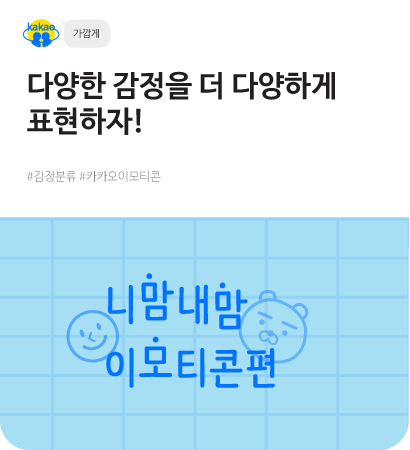 kakao
가깝게
다양한 감정을 더 다양하게
표현하자!
#감정분류 #카카오이모티콘
니맘내맘
이모티콘편